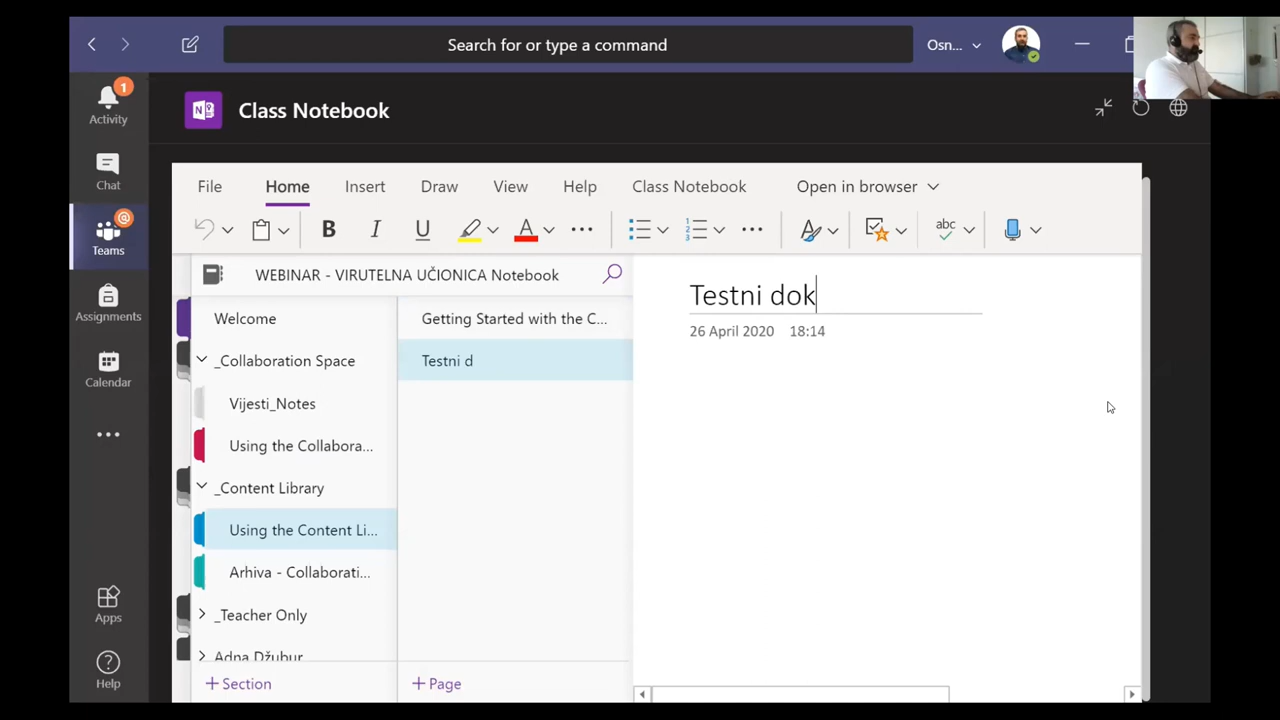 Search for or type a command
Osn...
1
Activity
Chat
Teams
Assignments
Calendar
Apps
Help
Class Notebook
File Home Insert Draw View Help Class Notebook Open in browser
B I U A abc
WEBINAR - VIRUTELNA UČIONICA Notebook
Welcome
_Collaboration Space
Vijesti_Notes
Using the Collabora...
_Content Library
Using the Content Li...
Arhiva - Collaborati...
_Teacher Only
Adna Džubur
+ Section
Getting Started with the C...
Testni d
+ Page
Testni dok
26 April 2020 18:14